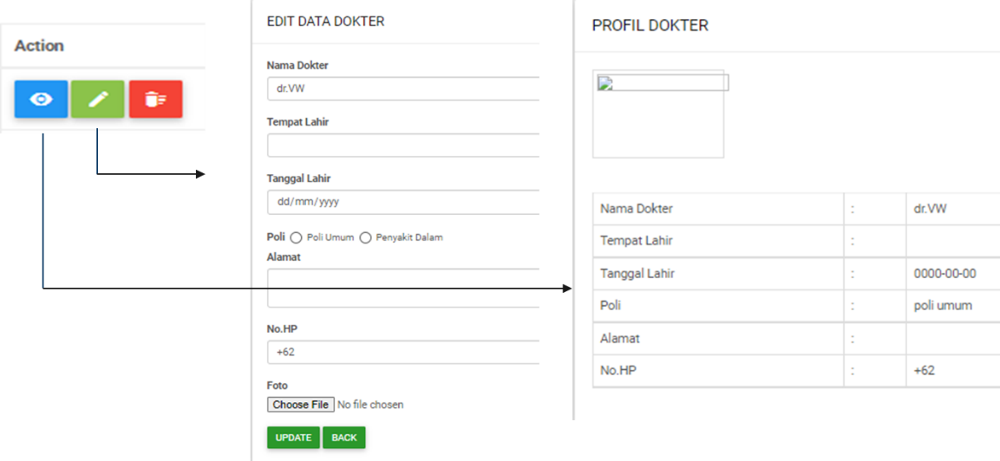 Action
EDIT DATA DOKTER
Nama Dokter
dr.VW
Tempat Lahir
Tanggal Lahir
dd/mm/yyyy
Poli Poli Umum Penyakit Dalam
Alamat
No.HP
+62
Foto
Choose File No file chosen
UPDATE BACK
PROFIL DOKTER
Nama Dokter : dr.VW
Tempat Lahir :
Tanggal Lahir : 0000-00-00
Poli : poli umum
Alamat :
No.HP : +62